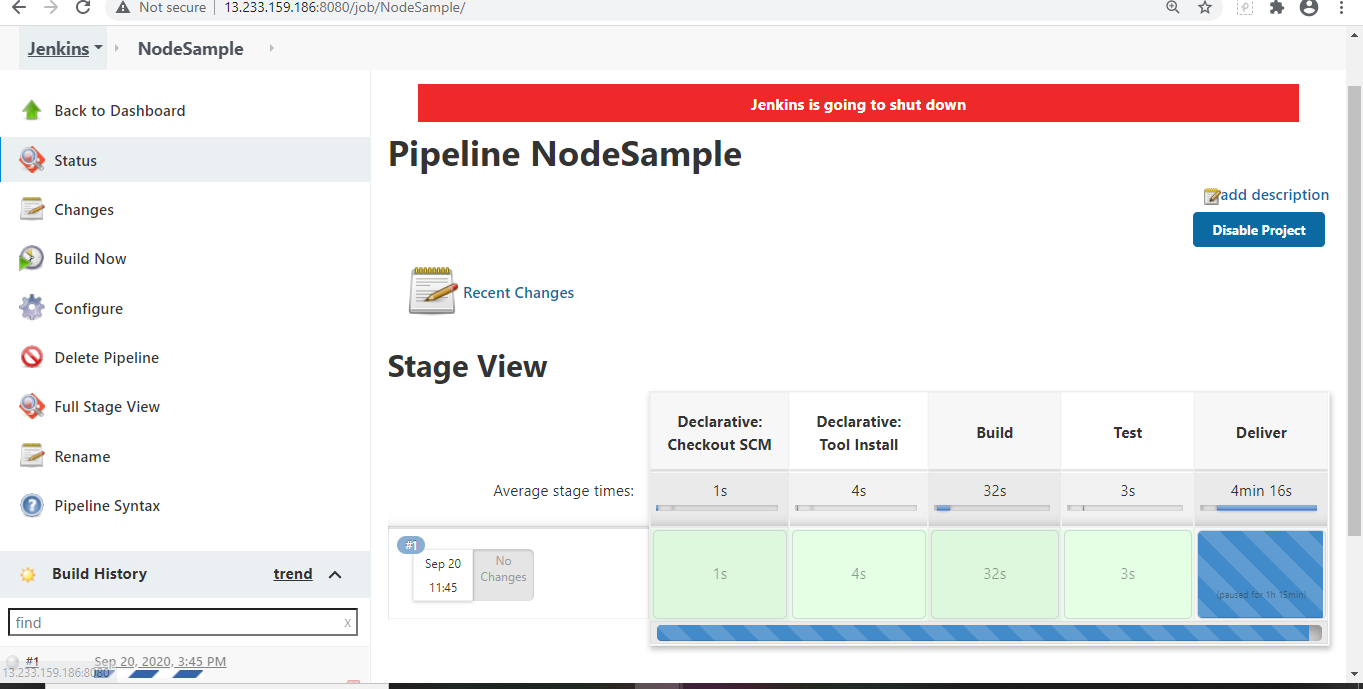 Not secure | 13.233.159.186:8080/job/NodeSample/
Jenkins NodeSample
Back to Dashboard
Status
Changes
Build Now
Configure
Delete Pipeline
Full Stage View
Rename
Pipeline Syntax
Build History trend
find x
#1 Sep 20, 2020, 3:45 PM
13.233.159.186:8080
Jenkins is going to shut down
Pipeline NodeSample
add description
Disable Project
Recent Changes
Stage View
Declarative: Checkout SCM
Declarative: Tool Install
Build
Test
Deliver
Average stage times:
1s
4s
32s
3s
4min 16s
#1
Sep 20
11:45
No
Changes
1s
4s
32s
3s
(paused for 1h 15min)